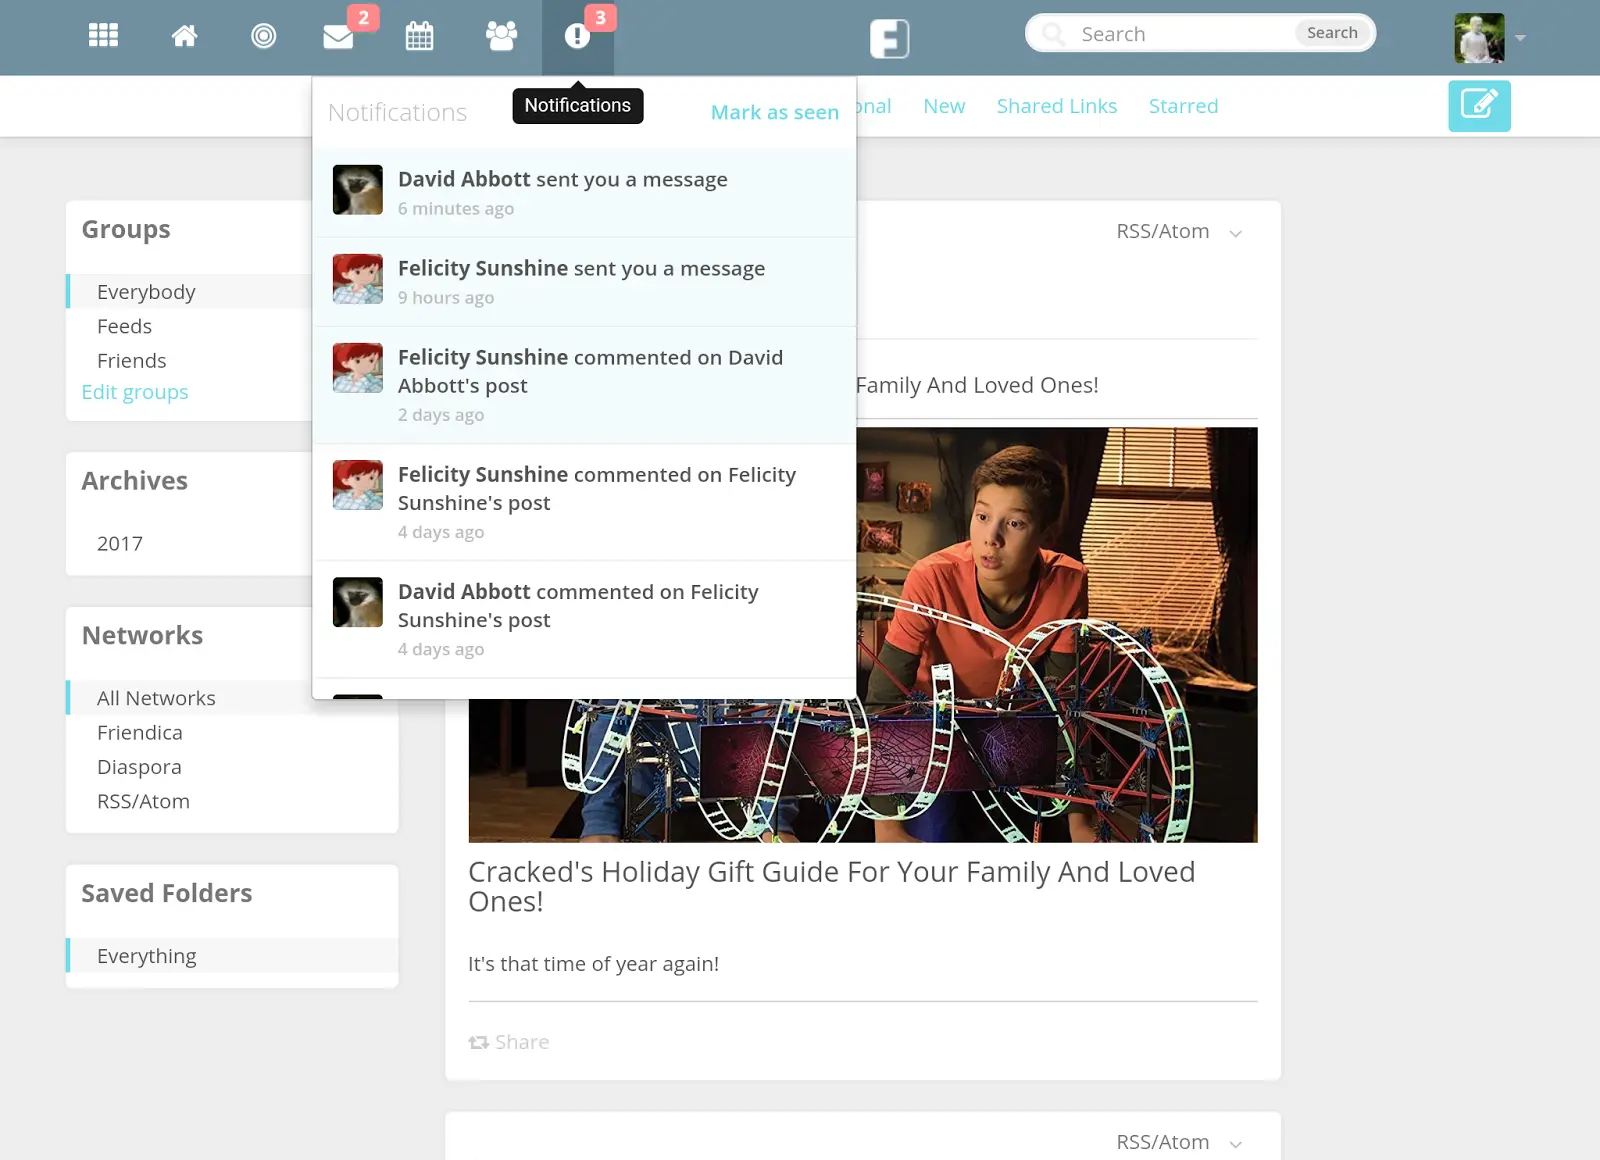 2
3
Search
Search
Notifications
Notifications
Mark as seen
onal
New
Shared Links
Starred
David Abbott sent you a message
6 minutes ago
Felicity Sunshine sent you a message
9 hours ago
Felicity Sunshine commented on David
Abbott's post
2 days ago
Felicity Sunshine commented on Felicity
Sunshine's post
4 days ago
David Abbott commented on Felicity
Sunshine's post
4 days ago
Groups
Everybody
Feeds
Friends
Edit groups
Archives
2017
Networks
All Networks
Friendica
Diaspora
RSS/Atom
Saved Folders
Everything
RSS/Atom
Family And Loved Ones!
Cracked's Holiday Gift Guide For Your Family And Loved
Ones!
It's that time of year again!
Share
RSS/Atom